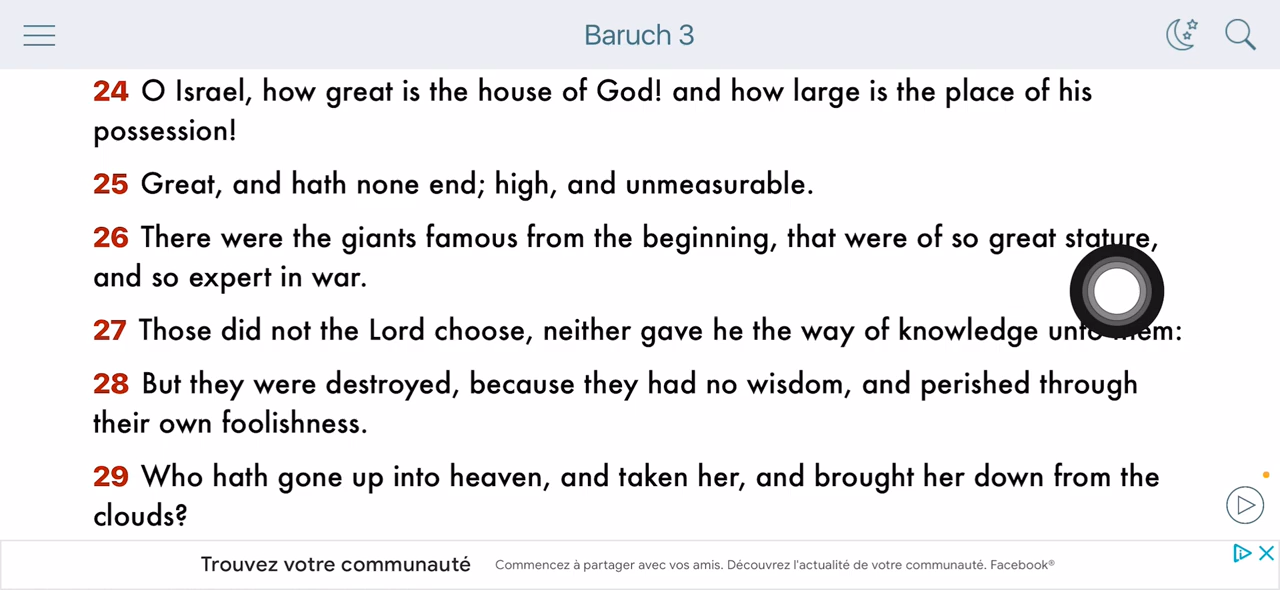 Baruch 3
24 O Israel, how great is the house of God! and how large is the place of his
possession!
25 Great, and hath none end; high, and unmeasurable.
26 There were the giants famous from the beginning, that were of so great stature,
and so expert in war.
27 Those did not the Lord choose, neither gave he the way of knowledge unto them:
28 But they were destroyed, because they had no wisdom, and perished through
their own foolishness.
29 Who hath gone up into heaven, and taken her, and brought her down from the
clouds?
Trouvez votre communauté
Commencez à partager avec vos amis. Découvrez l'actualité de votre communauté. Facebook®